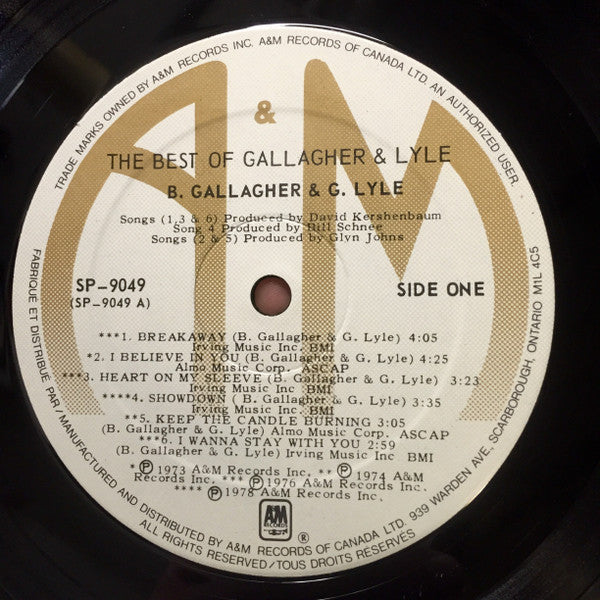 TRADE MARKS OWNED BY A&M RECORDS INC. A&M RECORDS OF CANADA LTD. AN AUTHORIZED USER.
A&M
&
THE BEST OF GALLAGHER & LYLE
B. GALLAGHER & G. LYLE
Songs (1,3 & 6) Produced by David Kershenbaum
Song 4 Produced by Bill Schnee
Songs (2 & 5) Produced by Glyn Johns
SP-9049
(SP-9049 A)
SIDE ONE
***1. BREAKAWAY (B. Gallagher & G. Lyle) 4:05
Irving Music Inc. BMI
*2. I BELIEVE IN YOU (B. Gallagher & G. Lyle) 4:25
Almo Music Corp. ASCAP
***3. HEART ON MY SLEEVE (B. Gallagher & G. Lyle) 3:23
Irving Music Inc BMI
****4. SHOWDOWN (B. Gallagher & G. Lyle) 3:35
Irving Music Inc. BMI
**5. KEEP THE CANDLE BURNING 3:05
(B. Gallagher & G. Lyle) Almo Music Corp. ASCAP
***6. I WANNA STAY WITH YOU 2:59
(B. Gallagher & G. Lyle) Irving Music Inc BMI
* ℗ 1973 A&M Records Inc. ** ℗ 1974 A&M
Records Inc. *** ℗ 1976 A&M Records Inc.
**** ℗ 1978 A&M Records Inc.
A&M
RECORDS
®
FABRIQUE ET DISTRIBUÉ PAR / MANUFACTURED AND DISTRIBUTED BY A&M RECORDS OF CANADA LTD. 939 WARDEN AVE, SCARBOROUGH, ONTARIO M1L 4C5
ALL RIGHTS RESERVED/TOUS DROITS RESERVÉS